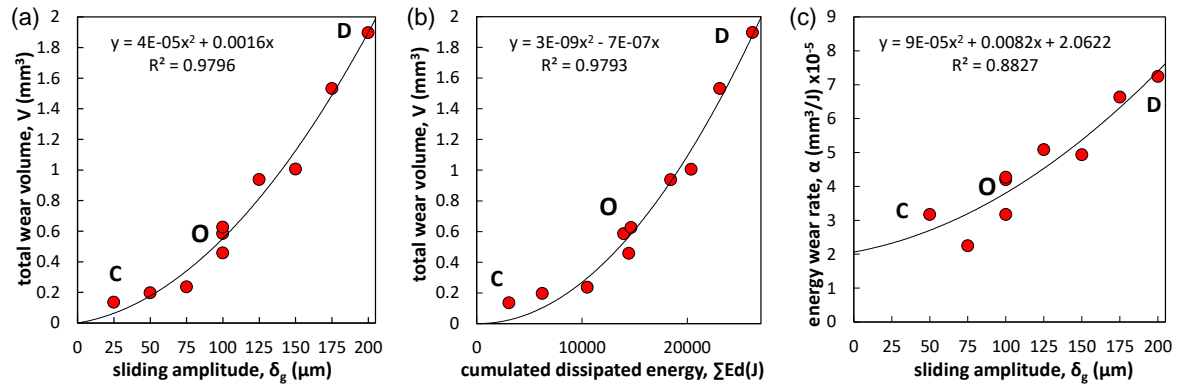 (a)
total wear volume, V (mm³)
2
1.8
1.6
1.4
1.2
1
0.8
0.6
0.4
0.2
0
y = 4E-05x² + 0.0016x
R² = 0.9796
D
O
C
0 25 50 75 100 125 150 175 200
sliding amplitude, δg (µm)
(b)
total wear volume, V (mm³)
2
1.8
1.6
1.4
1.2
1
0.8
0.6
0.4
0.2
0
y = 3E-09x² - 7E-07x
R² = 0.9793
D
O
C
0 10000 20000
cumulated dissipated energy, ∑Ed(J)
(c)
energy wear rate, α (mm³/J) x10⁻⁵
9
8
7
6
5
4
3
2
1
0
y = 9E-05x² + 0.0082x + 2.0622
R² = 0.8827
D
O
C
0 25 50 75 100 125 150 175 200
sliding amplitude, δg (µm)